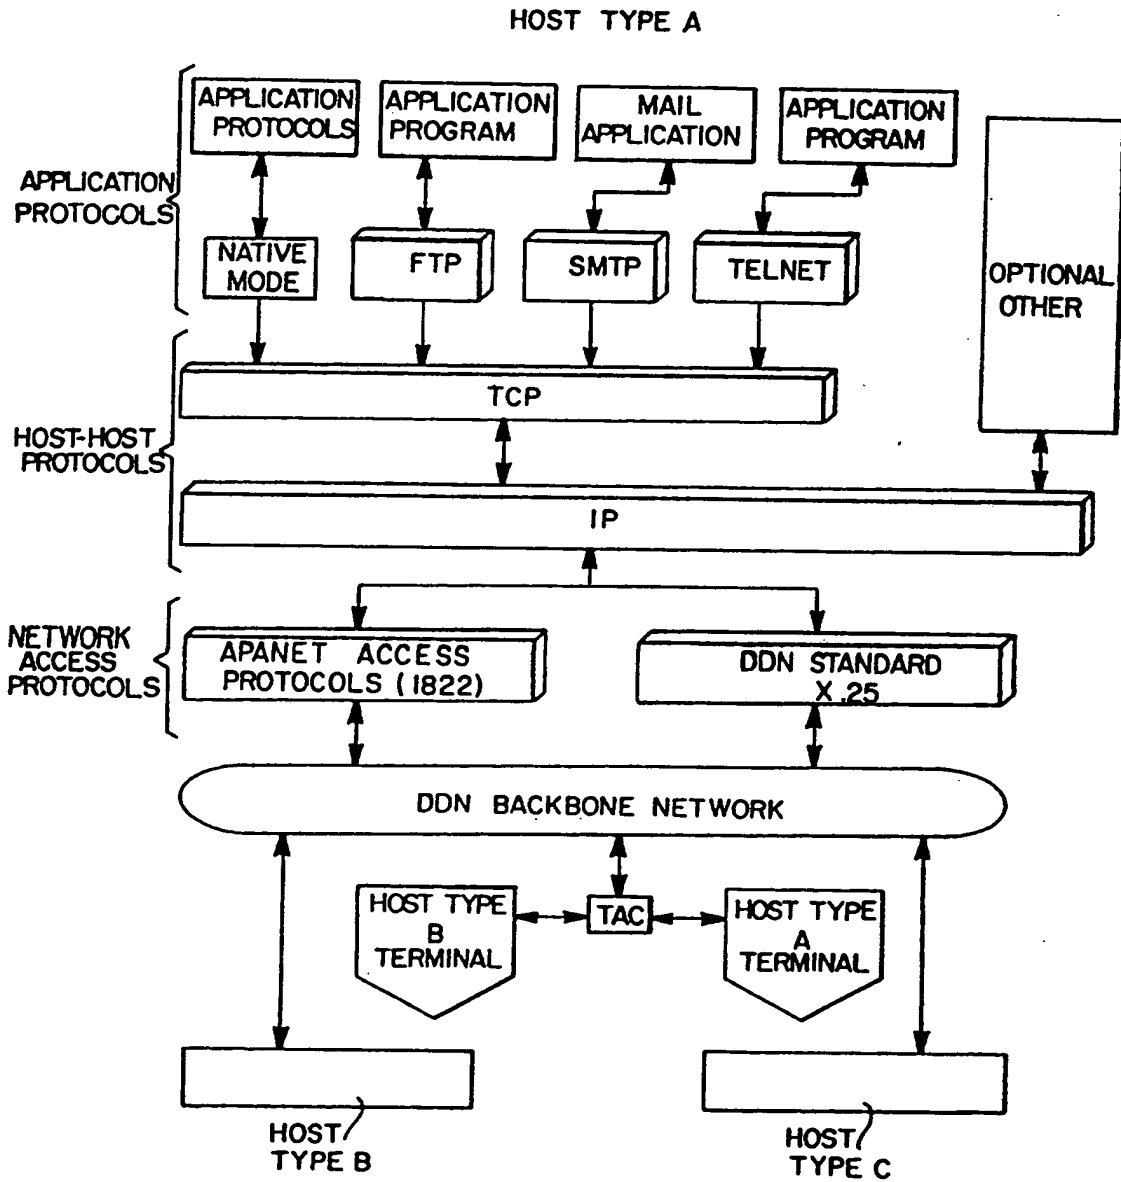 HOST TYPE A
APPLICATION
PROTOCOLS
APPLICATION
PROTOCOLS
APPLICATION
PROGRAM
MAIL
APPLICATION
APPLICATION
PROGRAM
NATIVE
MODE
FTP
SMTP
TELNET
OPTIONAL
OTHER
HOST-HOST
PROTOCOLS
TCP
IP
NETWORK
ACCESS
PROTOCOLS
APANET ACCESS
PROTOCOLS (1822)
DDN STANDARD
X.25
DDN BACKBONE NETWORK
HOST TYPE
B
TERMINAL
TAC
HOST TYPE
A
TERMINAL
HOST
TYPE B
HOST
TYPE C